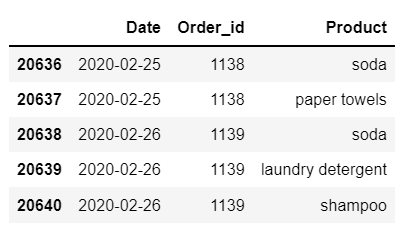 Date Order_id Product
20636 2020-02-25 1138 soda
20637 2020-02-25 1138 paper towels
20638 2020-02-26 1139 soda
20639 2020-02-26 1139 laundry detergent
20640 2020-02-26 1139 shampoo